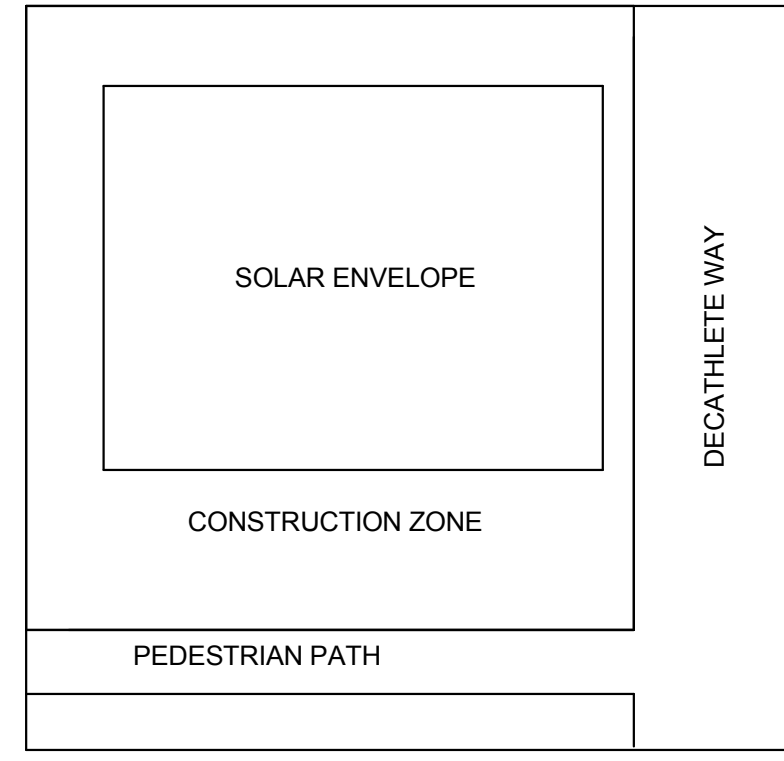 SOLAR ENVELOPE
DECATHLETE WAY
CONSTRUCTION ZONE
PEDESTRIAN PATH